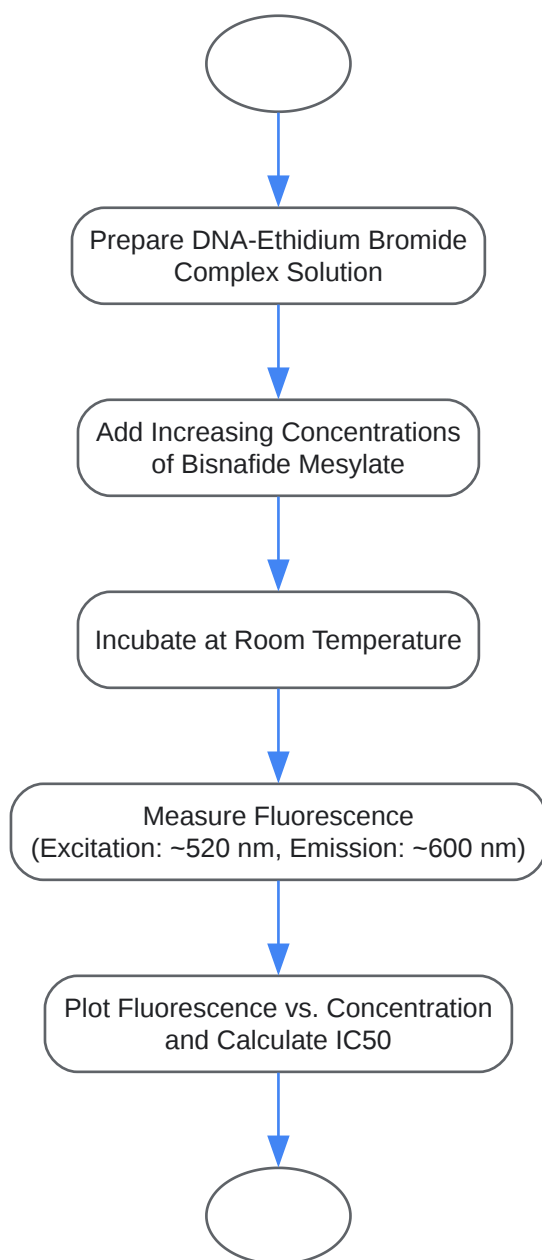 Prepare DNA-Ethidium Bromide
Complex Solution
Add Increasing Concentrations
of Bisnafide Mesylate
Incubate at Room Temperature
Measure Fluorescence
(Excitation: ~520 nm, Emission: ~600 nm)
Plot Fluorescence vs. Concentration
and Calculate IC50